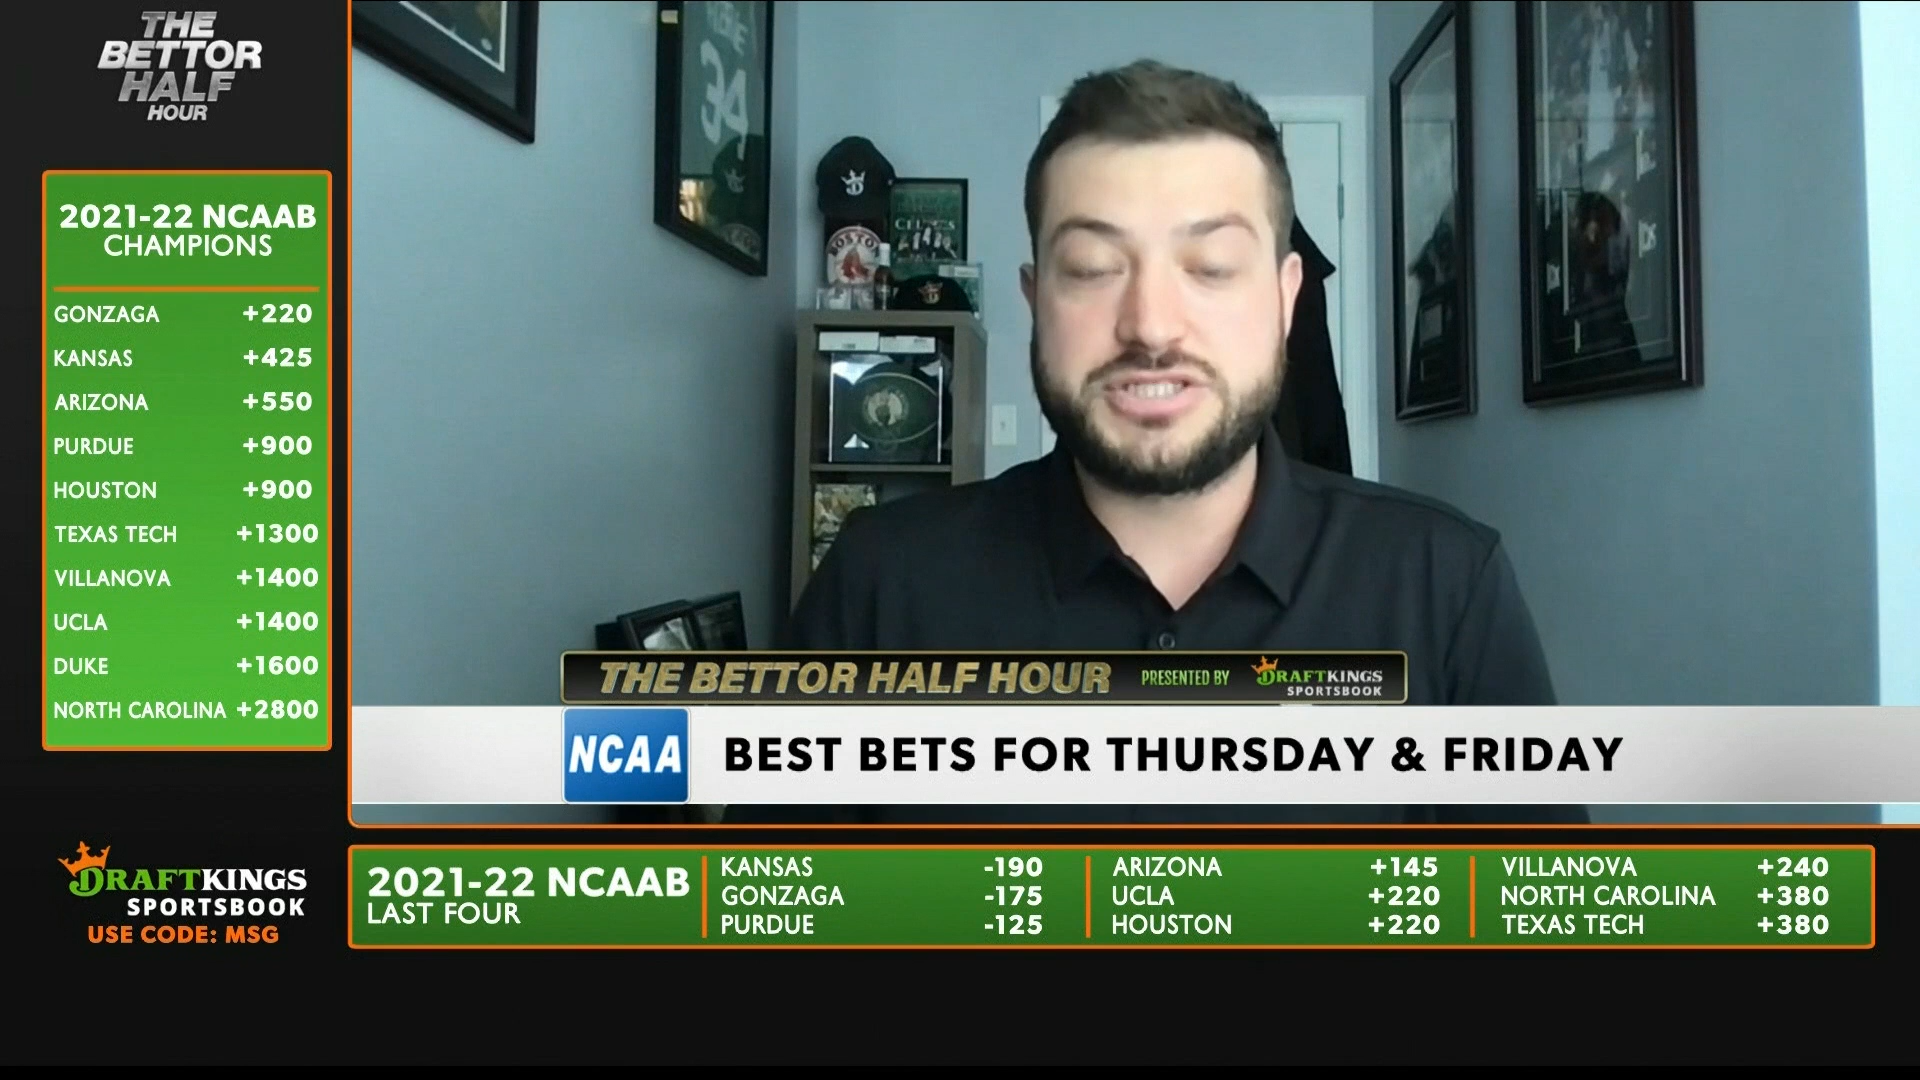 THE
BETTOR
HALF
HOUR
2021-22 NCAAB
CHAMPIONS
GONZAGA +220
KANSAS +425
ARIZONA +550
PURDUE +900
HOUSTON +900
TEXAS TECH +1300
VILLANOVA +1400
UCLA +1400
DUKE +1600
NORTH CAROLINA +2800
34
CELTICS
BOSTON
THE BETTOR HALF HOUR PRESENTED BY DRAFTKINGS
SPORTSBOOK
NCAA BEST BETS FOR THURSDAY & FRIDAY
DRAFTKINGS
SPORTSBOOK
USE CODE: MSG
2021-22 NCAAB
LAST FOUR
KANSAS -190
GONZAGA -175
PURDUE -125
ARIZONA +145
UCLA +220
HOUSTON +220
VILLANOVA +240
NORTH CAROLINA +380
TEXAS TECH +380